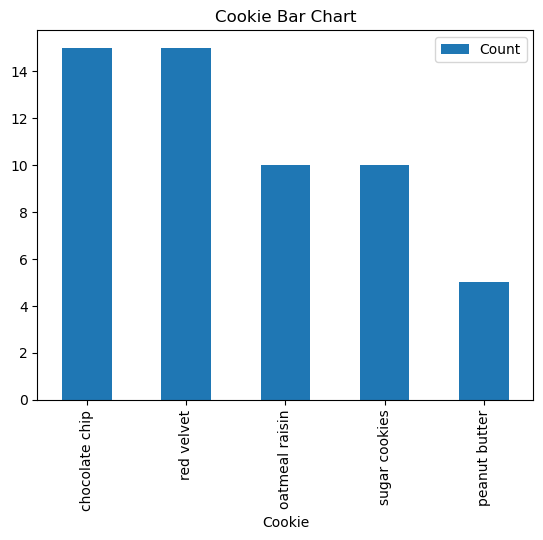 Cookie Bar Chart
Count
14
12
10
8
6
4
2
0
chocolate chip
red velvet
oatmeal raisin
sugar cookies
peanut butter
Cookie